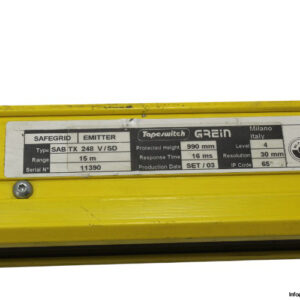 SAFEGRID EMITTER Tapeswitch GREIN Milano Italy
Type SAB TX 248 V/SD Protected Height 990 mm Level 4
Range 15 m Response Time 16 ms Resolution 30 mm
Serial N° 11390 Production Date SET / 03 IP Code 65